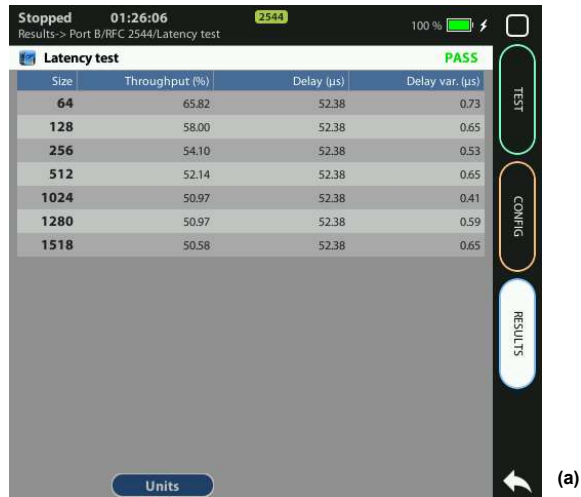 Stopped 01:26:06 2544 100 %
Results-> Port B/RFC 2544/Latency test
Latency test PASS
Size Throughput (%) Delay (µs) Delay var. (µs)
64 65.82 52.38 0.73
128 58.00 52.38 0.65
256 54.10 52.38 0.53
512 52.14 52.38 0.65
1024 50.97 52.38 0.41
1280 50.97 52.38 0.59
1518 50.58 52.38 0.65
TEST
CONFIG
RESULTS
Units
(a)